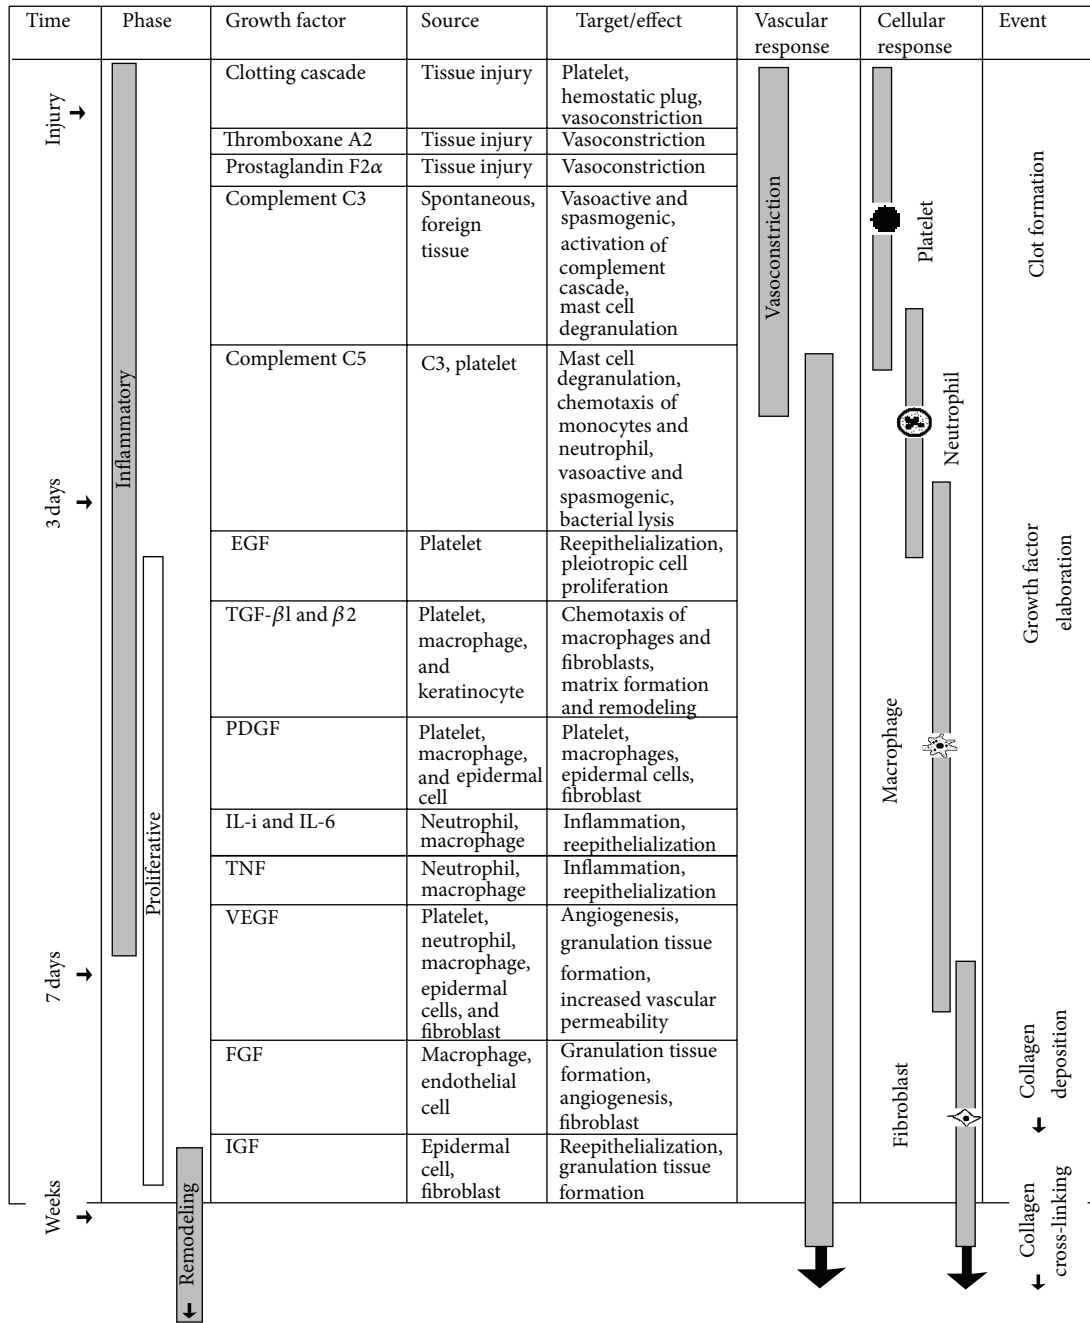 Time
Phase
Growth factor
Source
Target/effect
Vascular
response
Cellular
response
Event
Injury
3 days
7 days
Weeks
Inflammatory
Proliferative
Remodeling
Clotting cascade
Tissue injury
Platelet,
hemostatic plug,
vasoconstriction
Thromboxane A2
Tissue injury
Vasoconstriction
Prostaglandin F2α
Tissue injury
Vasoconstriction
Complement C3
Spontaneous,
foreign
tissue
Vasoactive and
spasmogenic,
activation of
complement
cascade,
mast cell
degranulation
Complement C5
C3, platelet
Mast cell
degranulation,
chemotaxis of
monocytes and
neutrophil,
vasoactive and
spasmogenic,
bacterial lysis
EGF
Platelet
Reepithelialization,
pleiotropic cell
proliferation
TGF-βl and β2
Platelet,
macrophage,
and
keratinocyte
Chemotaxis of
macrophages and
fibroblasts,
matrix formation
and remodeling
PDGF
Platelet,
macrophage,
and epidermal
cell
Platelet,
macrophages,
epidermal cells,
fibroblast
IL-i and IL-6
Neutrophil,
macrophage
Inflammation,
reepithelialization
TNF
Neutrophil,
macrophage
Inflammation,
reepithelialization
VEGF
Platelet,
neutrophil,
macrophage,
epidermal
cells, and
fibroblast
Angiogenesis,
granulation tissue
formation,
increased vascular
permeability
FGF
Macrophage,
endothelial
cell
Granulation tissue
formation,
angiogenesis,
fibroblast
IGF
Epidermal
cell,
fibroblast
Reepithelialization,
granulation tissue
formation
Vasoconstriction
Platelet
Neutrophil
Macrophage
Fibroblast
Clot formation
Growth factor
elaboration
Collagen
deposition
Collagen
cross-linking